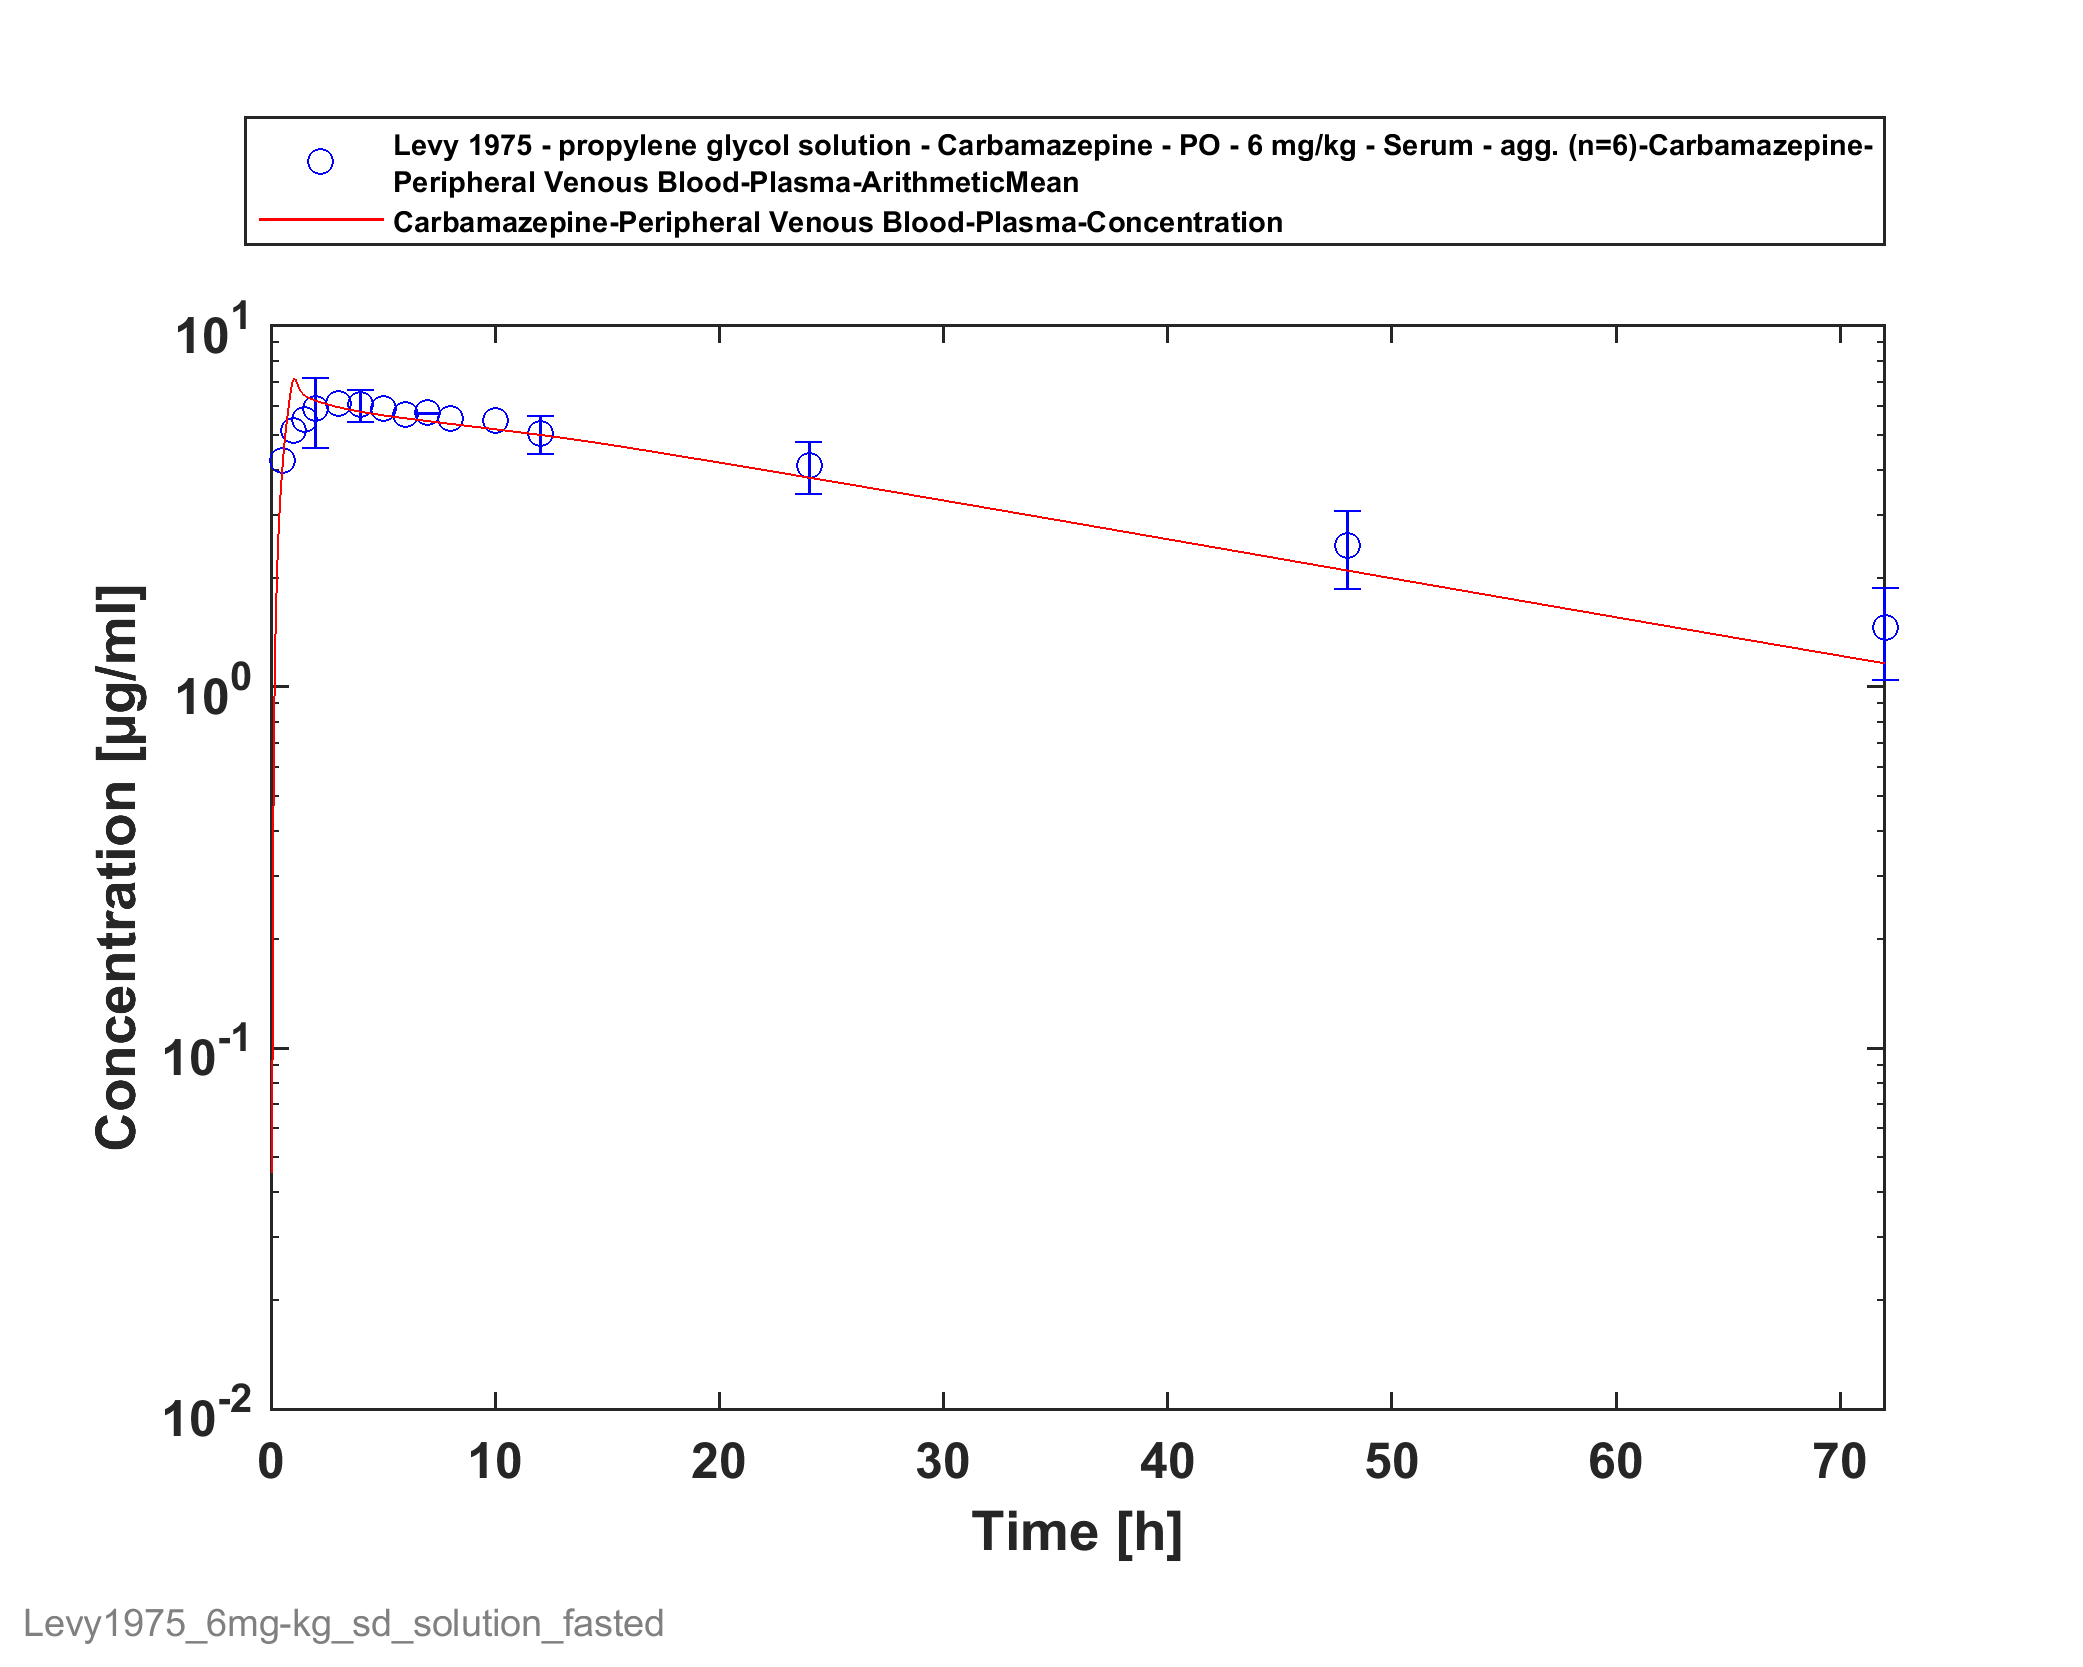 Levy 1975 - propylene glycol solution - Carbamazepine - PO - 6 mg/kg - Serum - agg. (n=6)-Carbamazepine-
Peripheral Venous Blood-Plasma-ArithmeticMean
Carbamazepine-Peripheral Venous Blood-Plasma-Concentration
10^1
10^0
10^-1
10^-2
Concentration [µg/ml]
0 10 20 30 40 50 60 70
Time [h]
Levy1975_6mg-kg_sd_solution_fasted